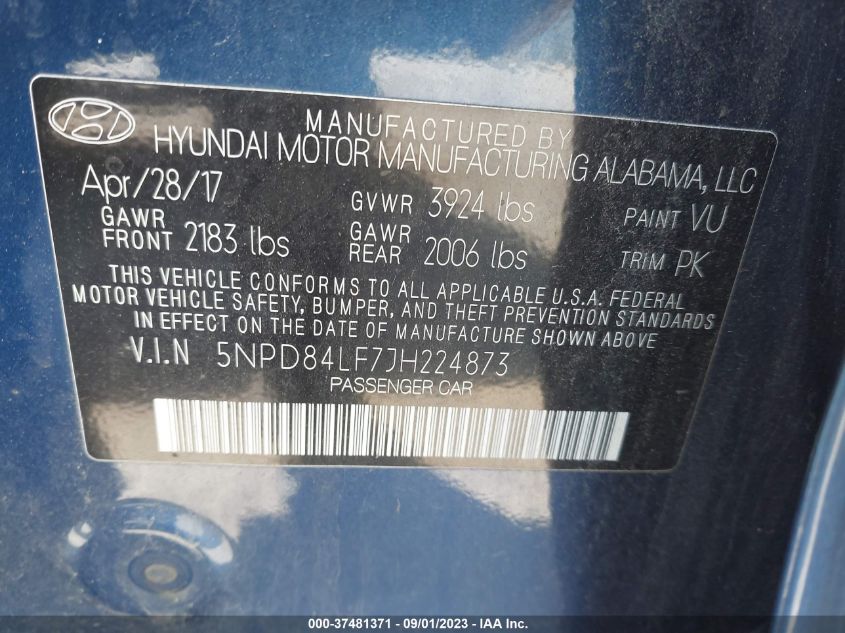 MANUFACTURED BY
HYUNDAI MOTOR MANUFACTURING ALABAMA, LLC
Apr/28/17 GVWR 3924 lbs PAINT VU
GAWR FRONT 2183 lbs GAWR REAR 2006 lbs TRIM PK
THIS VEHICLE CONFORMS TO ALL APPLICABLE U.S.A. FEDERAL
MOTOR VEHICLE SAFETY, BUMPER, AND THEFT PREVENTION STANDARDS
IN EFFECT ON THE DATE OF MANUFACTURE SHOWN ABOVE.
V.I.N 5NPD84LF7JH224873
PASSENGER CAR
000-37481371 - 09/01/2023 - IAA Inc.